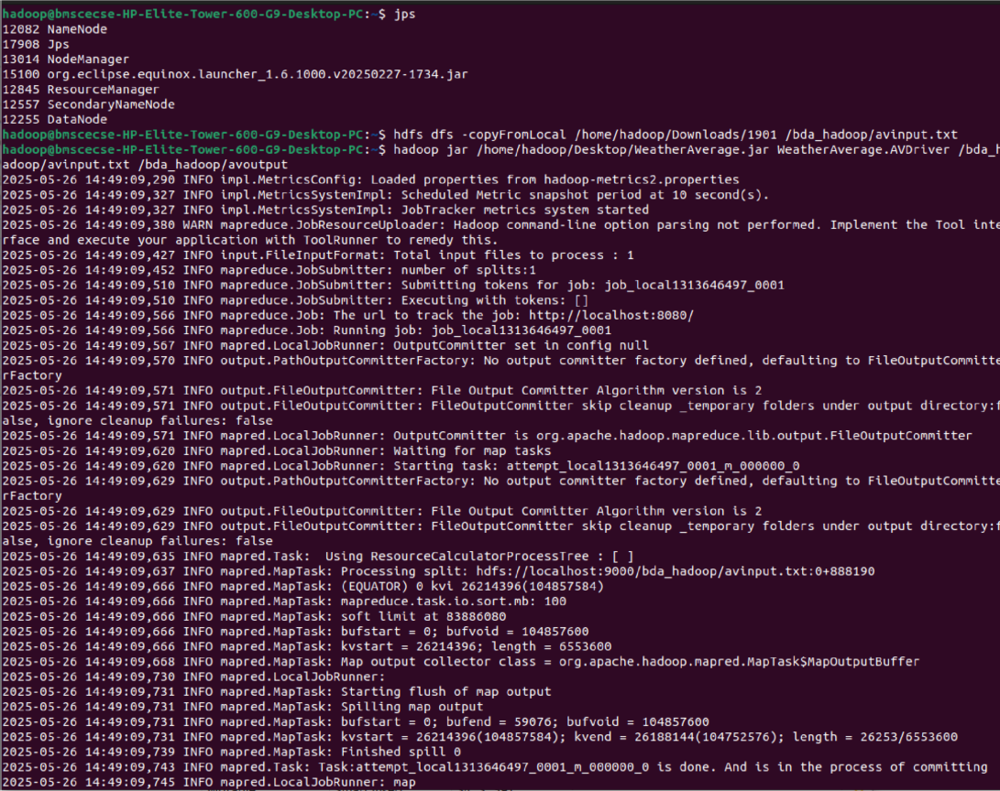 hadoop@bmscecse-HP-Elite-Tower-600-G9-Desktop-PC:~$ jps
12082 NameNode
17908 Jps
13014 NodeManager
15100 org.eclipse.equinox.launcher_1.6.1000.v20250227-1734.jar
12845 ResourceManager
12557 SecondaryNameNode
12255 DataNode
hadoop@bmscecse-HP-Elite-Tower-600-G9-Desktop-PC:~$ hdfs dfs -copyFromLocal /home/hadoop/Downloads/1901 /bda_hadoop/avinput.txt
hadoop@bmscecse-HP-Elite-Tower-600-G9-Desktop-PC:~$ hadoop jar /home/hadoop/Desktop/WeatherAverage.jar WeatherAverage.AVDriver /bda_h
adoop/avinput.txt /bda_hadoop/avoutput
2025-05-26 14:49:09,290 INFO impl.MetricsConfig: Loaded properties from hadoop-metrics2.properties
2025-05-26 14:49:09,327 INFO impl.MetricsSystemImpl: Scheduled Metric snapshot period at 10 second(s).
2025-05-26 14:49:09,327 INFO impl.MetricsSystemImpl: JobTracker metrics system started
2025-05-26 14:49:09,380 WARN mapreduce.JobResourceUploader: Hadoop command-line option parsing not performed. Implement the Tool inte
rface and execute your application with ToolRunner to remedy this.
2025-05-26 14:49:09,427 INFO input.FileInputFormat: Total input files to process : 1
2025-05-26 14:49:09,452 INFO mapreduce.JobSubmitter: number of splits:1
2025-05-26 14:49:09,510 INFO mapreduce.JobSubmitter: Submitting tokens for job: job_local1313646497_0001
2025-05-26 14:49:09,510 INFO mapreduce.JobSubmitter: Executing with tokens: []
2025-05-26 14:49:09,566 INFO mapreduce.Job: The url to track the job: http://localhost:8080/
2025-05-26 14:49:09,566 INFO mapreduce.Job: Running job: job_local1313646497_0001
2025-05-26 14:49:09,567 INFO mapred.LocalJobRunner: OutputCommitter set in config null
2025-05-26 14:49:09,570 INFO output.PathOutputCommitterFactory: No output committer factory defined, defaulting to FileOutputCommitte
rFactory
2025-05-26 14:49:09,571 INFO output.FileOutputCommitter: File Output Committer Algorithm version is 2
2025-05-26 14:49:09,571 INFO output.FileOutputCommitter: FileOutputCommitter skip cleanup _temporary folders under output directory:f
alse, ignore cleanup failures: false
2025-05-26 14:49:09,571 INFO mapred.LocalJobRunner: OutputCommitter is org.apache.hadoop.mapreduce.lib.output.FileOutputCommitter
2025-05-26 14:49:09,620 INFO mapred.LocalJobRunner: Waiting for map tasks
2025-05-26 14:49:09,620 INFO mapred.LocalJobRunner: Starting task: attempt_local1313646497_0001_m_000000_0
2025-05-26 14:49:09,629 INFO output.PathOutputCommitterFactory: No output committer factory defined, defaulting to FileOutputCommitte
rFactory
2025-05-26 14:49:09,629 INFO output.FileOutputCommitter: File Output Committer Algorithm version is 2
2025-05-26 14:49:09,629 INFO output.FileOutputCommitter: FileOutputCommitter skip cleanup _temporary folders under output directory:f
alse, ignore cleanup failures: false
2025-05-26 14:49:09,635 INFO mapred.Task:  Using ResourceCalculatorProcessTree : [ ]
2025-05-26 14:49:09,637 INFO mapred.MapTask: Processing split: hdfs://localhost:9000/bda_hadoop/avinput.txt:0+888190
2025-05-26 14:49:09,666 INFO mapred.MapTask: (EQUATOR) 0 kvi 26214396(104857584)
2025-05-26 14:49:09,666 INFO mapred.MapTask: mapreduce.task.io.sort.mb: 100
2025-05-26 14:49:09,666 INFO mapred.MapTask: soft limit at 83886080
2025-05-26 14:49:09,666 INFO mapred.MapTask: bufstart = 0; bufvoid = 104857600
2025-05-26 14:49:09,666 INFO mapred.MapTask: kvstart = 26214396; length = 6553600
2025-05-26 14:49:09,668 INFO mapred.MapTask: Map output collector class = org.apache.hadoop.mapred.MapTask$MapOutputBuffer
2025-05-26 14:49:09,730 INFO mapred.LocalJobRunner:
2025-05-26 14:49:09,731 INFO mapred.MapTask: Starting flush of map output
2025-05-26 14:49:09,731 INFO mapred.MapTask: Spilling map output
2025-05-26 14:49:09,731 INFO mapred.MapTask: bufstart = 0; bufend = 59076; bufvoid = 104857600
2025-05-26 14:49:09,731 INFO mapred.MapTask: kvstart = 26214396(104857584); kvend = 26188144(104752576); length = 26253/6553600
2025-05-26 14:49:09,739 INFO mapred.MapTask: Finished spill 0
2025-05-26 14:49:09,743 INFO mapred.Task: Task:attempt_local1313646497_0001_m_000000_0 is done. And is in the process of committing
2025-05-26 14:49:09,745 INFO mapred.LocalJobRunner: map